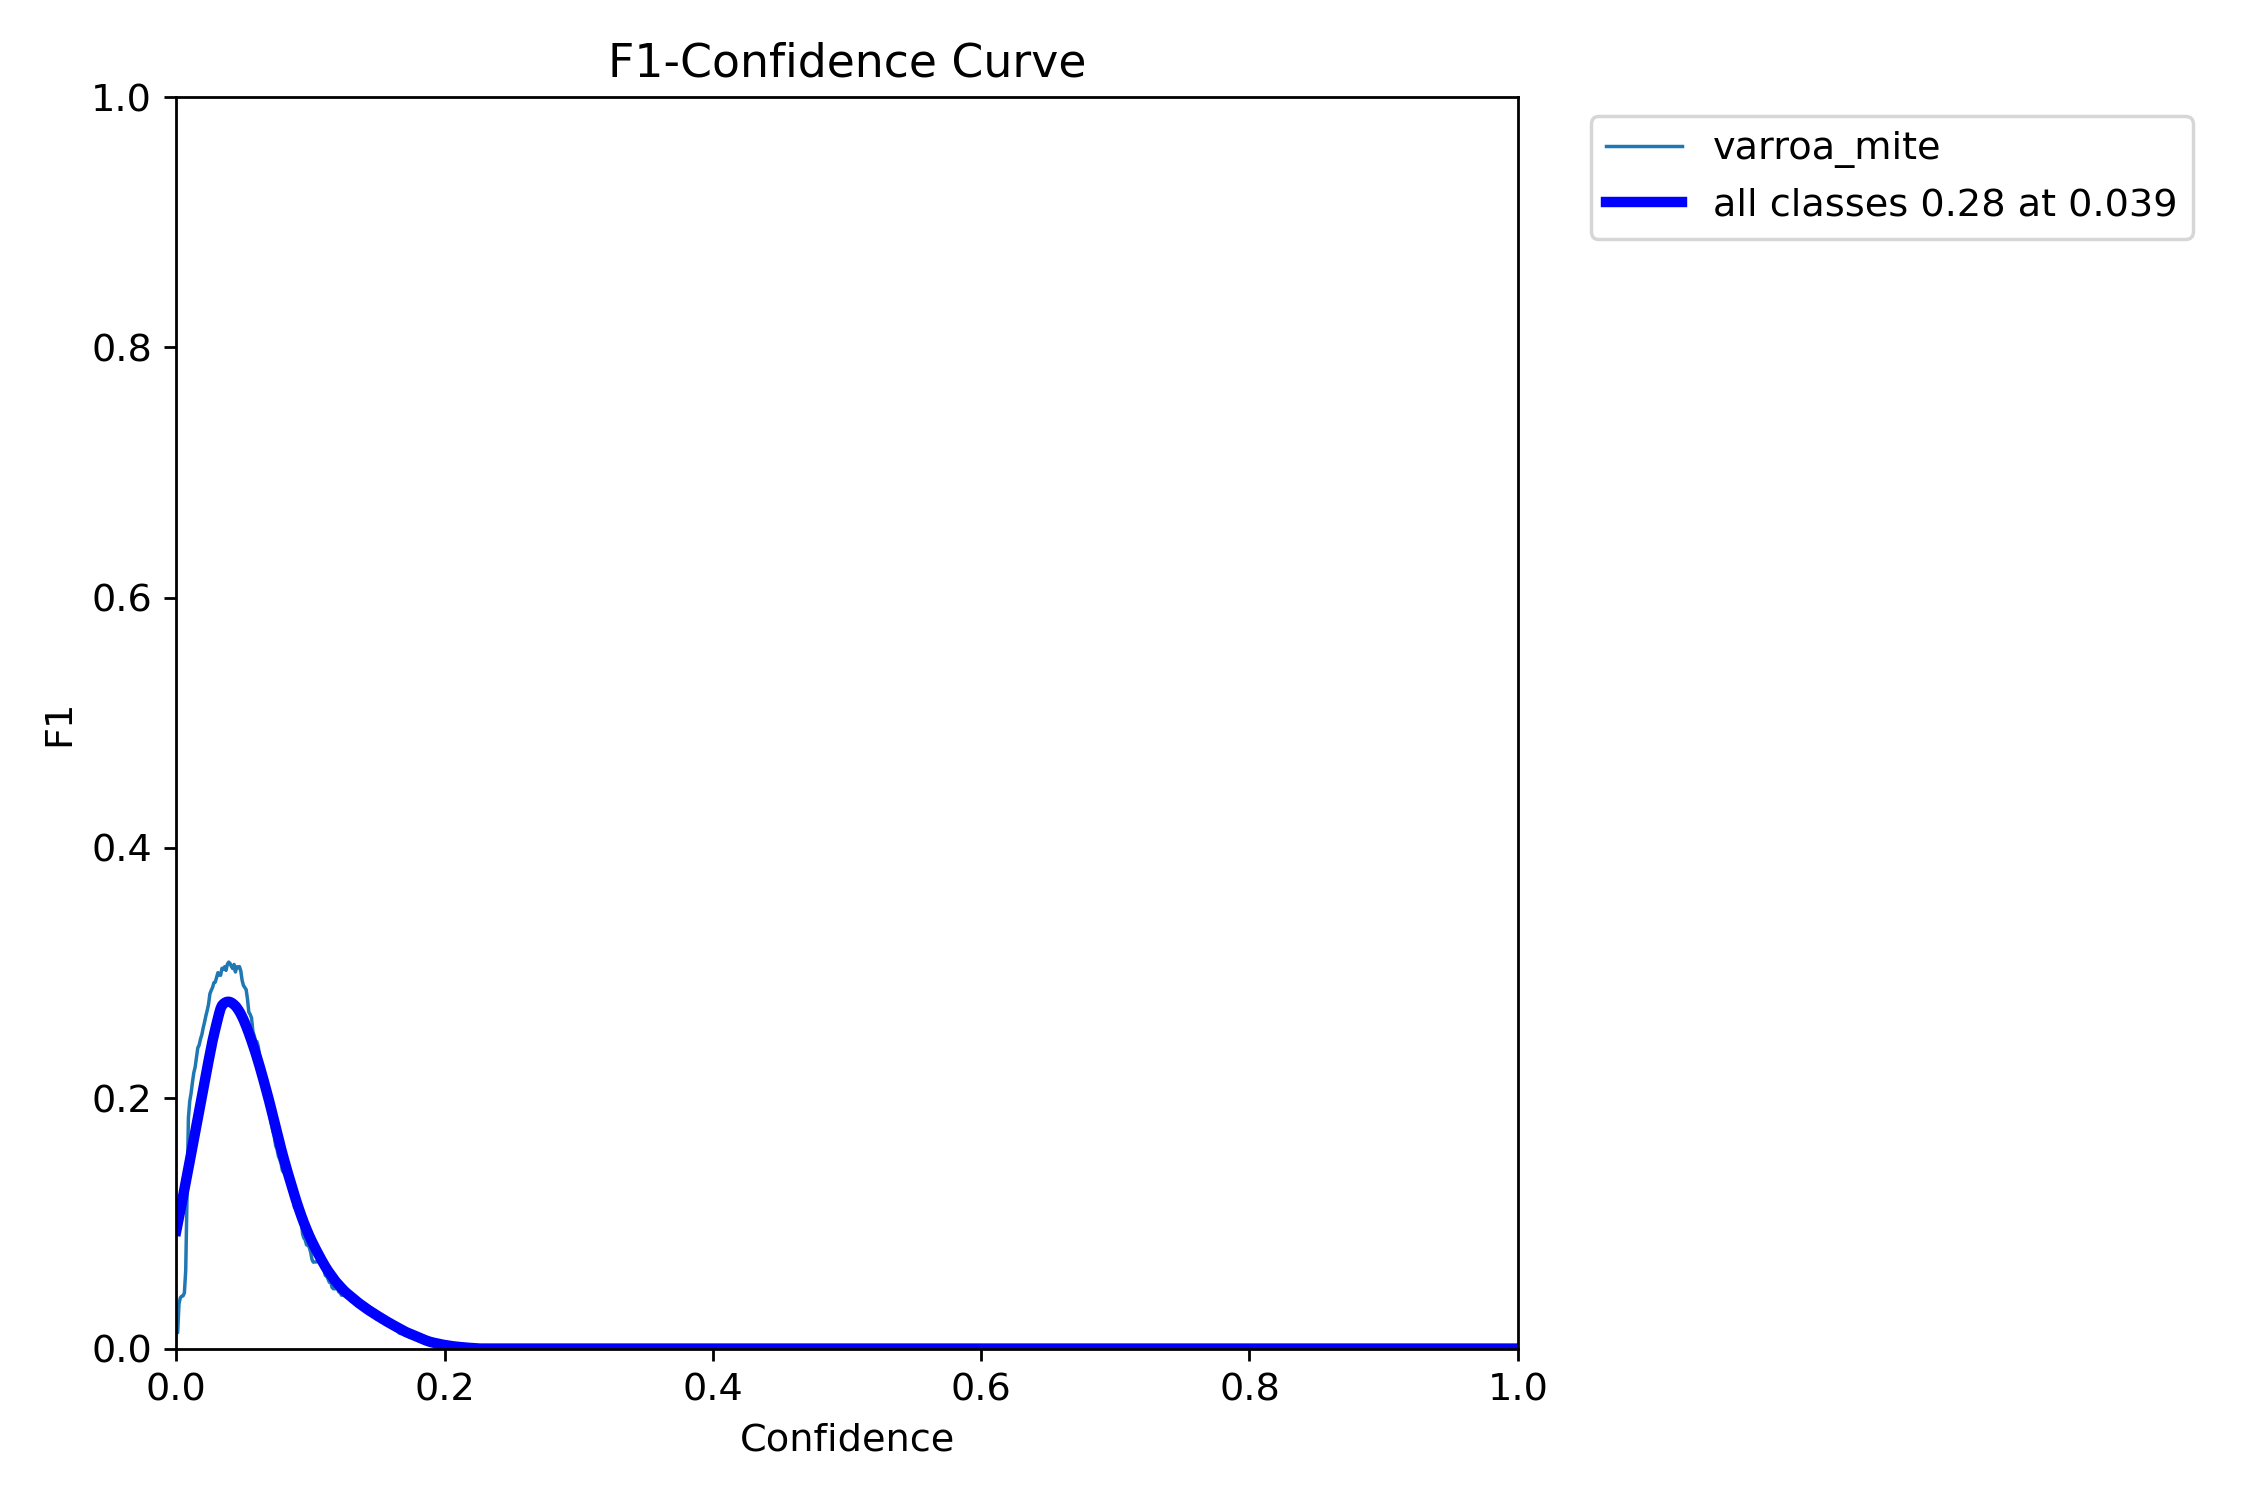 F1-Confidence Curve
1.0
0.8
0.6
0.4
0.2
0.0
F1
0.0 0.2 0.4 0.6 0.8 1.0
Confidence
varroa_mite
all classes 0.28 at 0.039